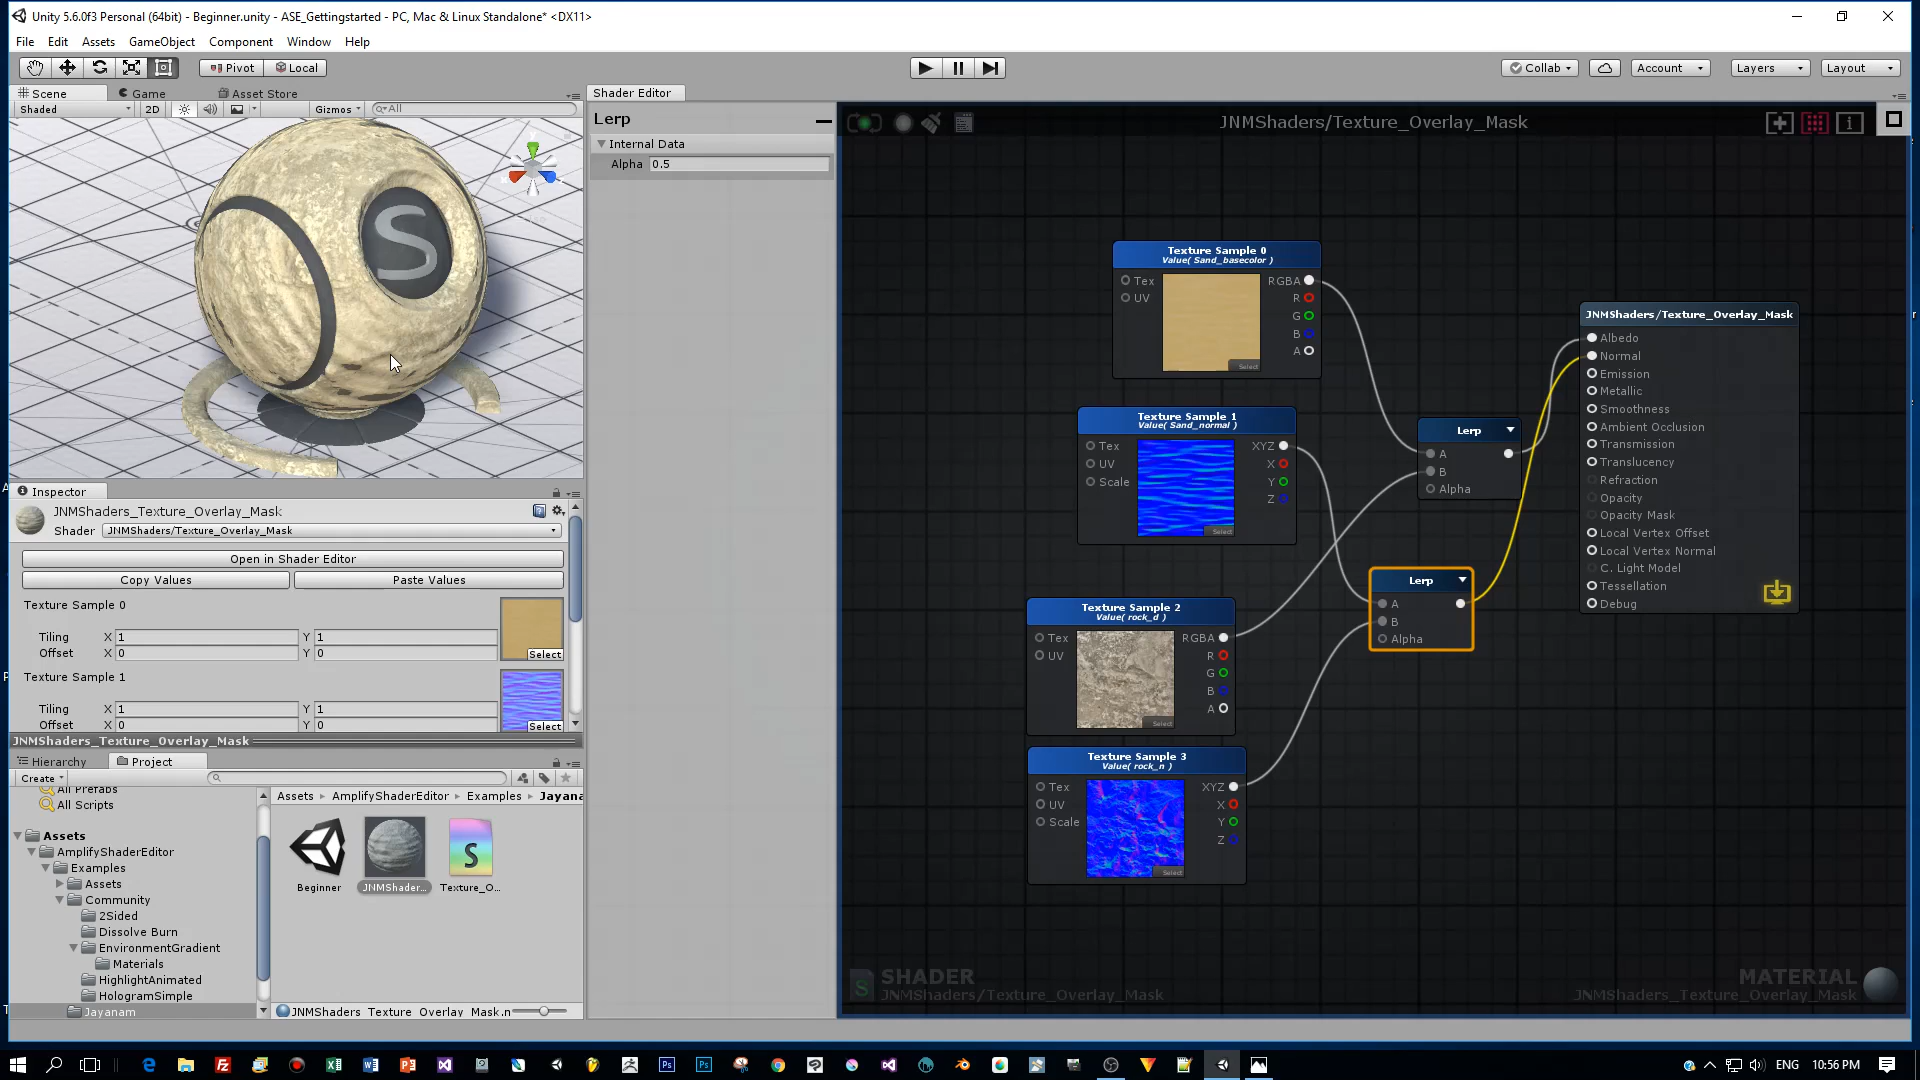 Unity 5.6.0f3 Personal (64bit) - Beginner.unity - ASE_Gettingstarted - PC, Mac & Linux Standalone* <DX11>
File Edit Assets GameObject Component Window Help
Pivot Local Collab Account Layers Layout
Scene Game Asset Store
Shaded 2D Gizmos All
S
Inspector
JNMShaders_Texture_Overlay_Mask
Shader JNMShaders/Texture_Overlay_Mask
Open in Shader Editor
Copy Values Paste Values
Texture Sample 0
Tiling X 1 Y 1
Offset X 0 Y 0
Select
Texture Sample 1
Tiling X 1 Y 1
Offset X 0 Y 0
Select
JNMShaders_Texture_Overlay_Mask
Hierarchy Project
Create
All Prefabs
All Scripts
Assets
AmplifyShaderEditor
Examples
Assets
Community
2Sided
Dissolve Burn
EnvironmentGradient
Materials
HighlightAnimated
HologramSimple
Jayanam
Assets AmplifyShaderEditor Examples Jayana
Beginner JNMShader... Texture_O...
JNMShaders Texture Overlay Mask.n
Shader Editor
Lerp
Internal Data
Alpha 0.5
JNMShaders/Texture_Overlay_Mask
Texture Sample 0
Value( Sand_basecolor )
Tex RGBA
UV R
G
B
A
Select
Texture Sample 1
Value( Sand_normal )
Tex XYZ
UV X
Scale Y
Z
Select
Texture Sample 2
Value( rock_d )
Tex RGBA
UV R
G
B
A
Select
Texture Sample 3
Value( rock_n )
Tex XYZ
UV X
Scale Y
Z
Select
Lerp
A
B
Alpha
Lerp
A
B
Alpha
JNMShaders/Texture_Overlay_Mask
Albedo
Normal
Emission
Metallic
Smoothness
Ambient Occlusion
Transmission
Translucency
Refraction
Opacity
Opacity Mask
Local Vertex Offset
Local Vertex Normal
C. Light Model
Tessellation
Debug
SHADER
JNMShaders/Texture_Overlay_Mask
MATERIAL
JNMShaders_Texture_Overlay_Mask
ENG 10:56 PM